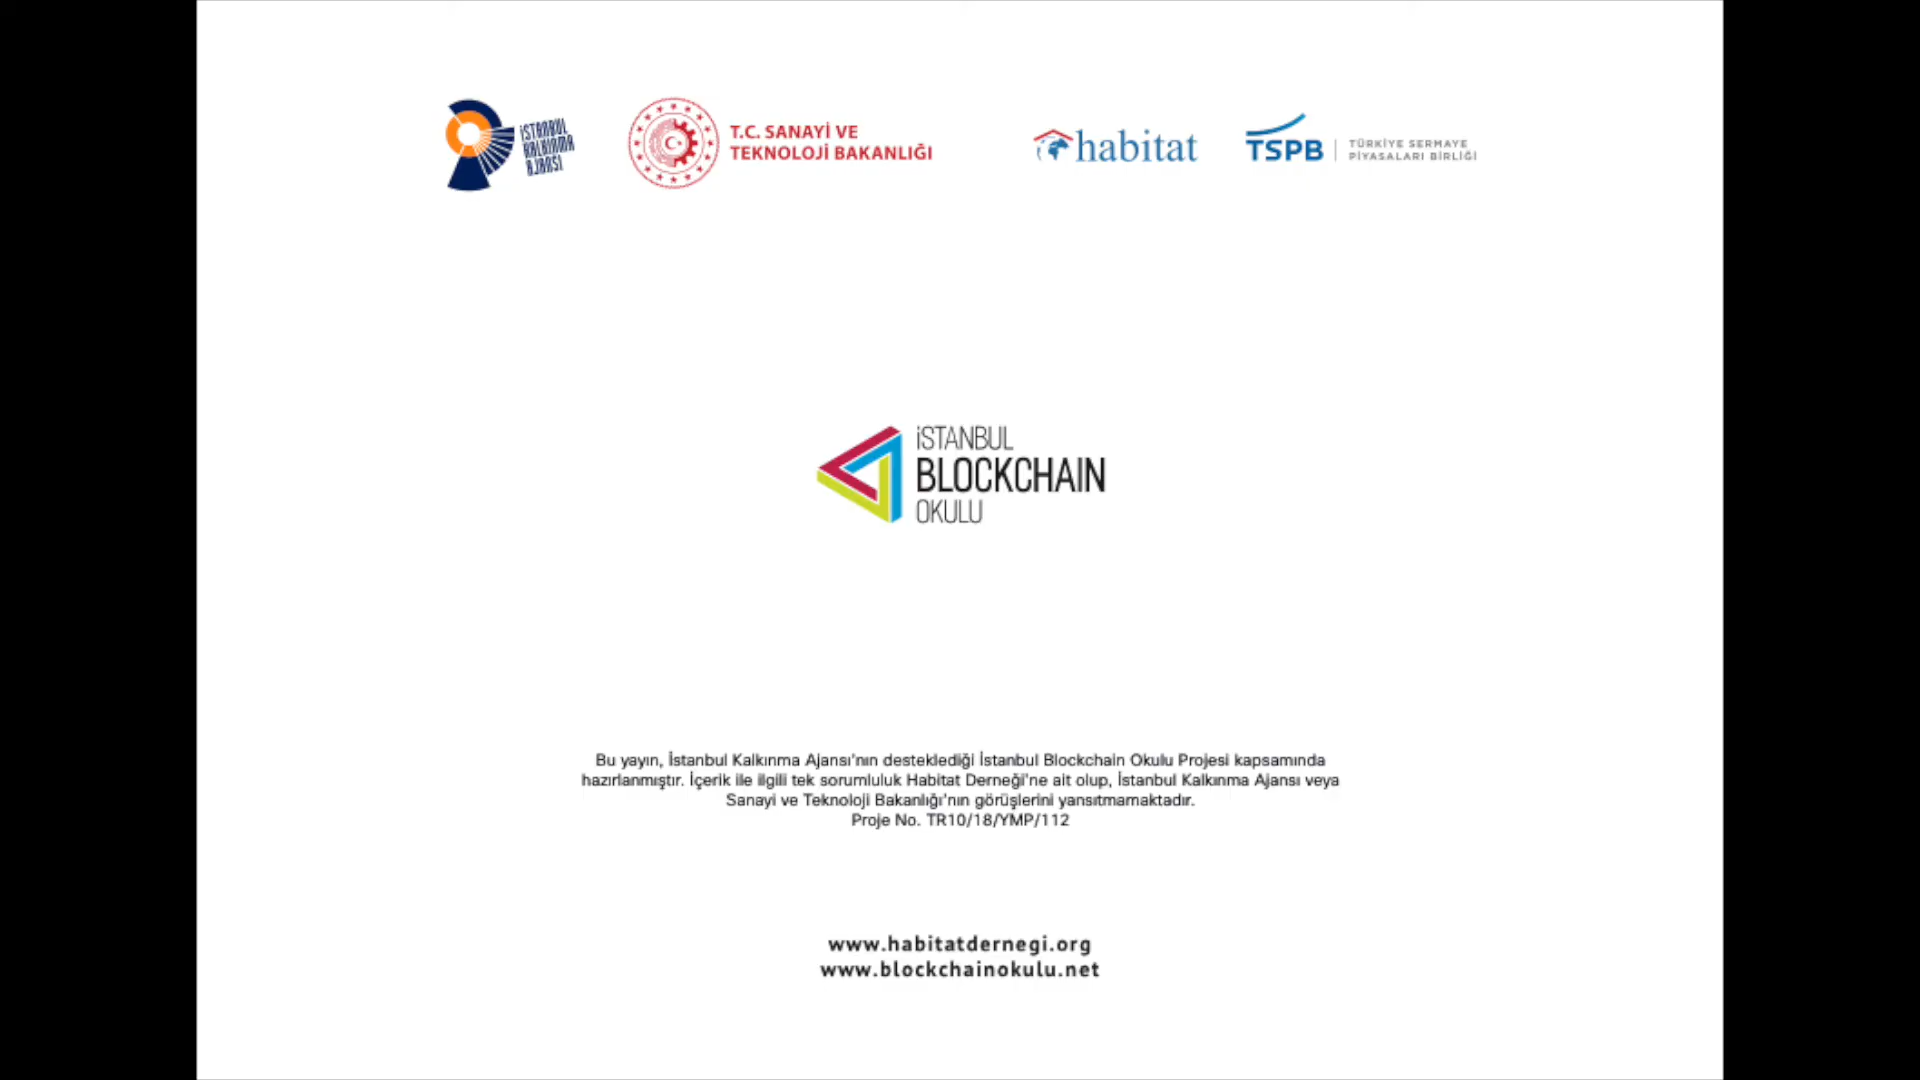 İSTANBUL
KALKINMA
AJANSI
T.C. SANAYİ VE
TEKNOLOJİ BAKANLIĞI
habitat
TSPB
TÜRKİYE SERMAYE
PİYASALARI BİRLİĞİ
İSTANBUL
BLOCKCHAIN
OKULU
Bu yayın, İstanbul Kalkınma Ajansı'nın desteklediği İstanbul Blockchain Okulu Projesi kapsamında
hazırlanmıştır. İçerik ile ilgili tek sorumluluk Habitat Derneği'ne ait olup, İstanbul Kalkınma Ajansı veya
Sanayi ve Teknoloji Bakanlığı'nın görüşlerini yansıtmamaktadır.
Proje No. TR10/18/YMP/112
www.habitatdernegi.org
www.blockchainokulu.net